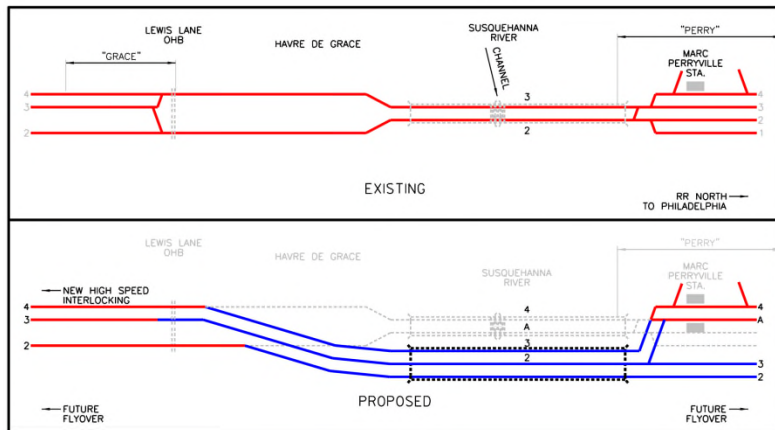 LEWIS LANE
OHB
HAVRE DE GRACE
SUSQUEHANNA
RIVER
"PERRY"
"GRACE"
CHANNEL
MARC
PERRYVILLE
STA.
4
3
2
3
2
4
3
2
1
EXISTING
RR NORTH
TO PHILADELPHIA
LEWIS LANE
OHB
HAVRE DE GRACE
"PERRY"
SUSQUEHANNA
RIVER
MARC
PERRYVILLE
STA.
NEW HIGH SPEED
INTERLOCKING
4
3
2
4
A
3
2
4
A
3
2
FUTURE
FLYOVER
PROPOSED
FUTURE
FLYOVER